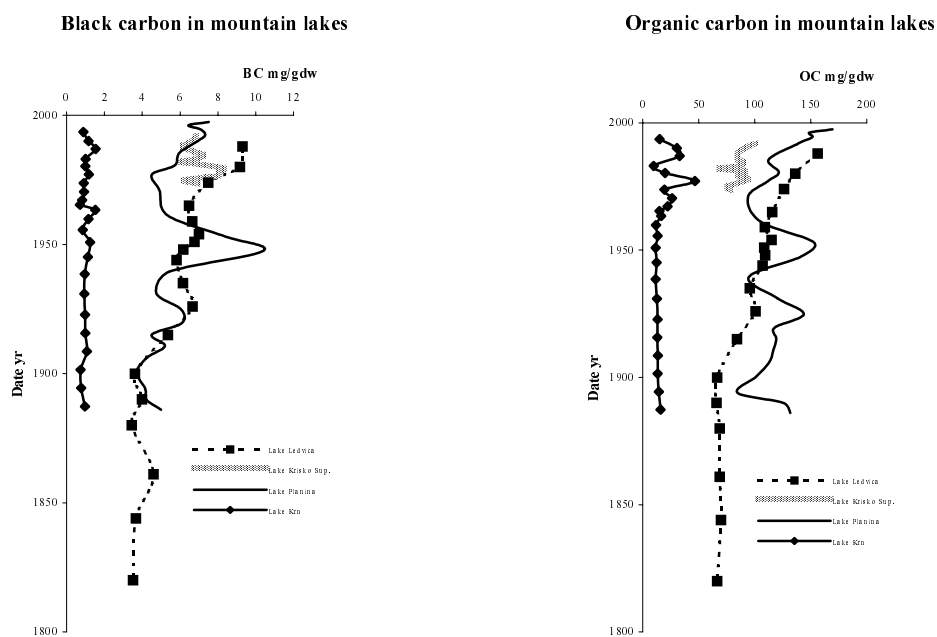 Black carbon in mountain lakes
BC mg/gdw
0 2 4 6 8 10 12
2000
1950
1900
1850
1800
Date yr
Lake Ledvica
Lake Krisko Sup.
Lake Planina
Lake Krn
Organic carbon in mountain lakes
OC mg/gdw
0 50 100 150 200
2000
1950
1900
1850
1800
Date yr
Lake Ledvica
Lake Krisko Sup.
Lake Planina
Lake Krn